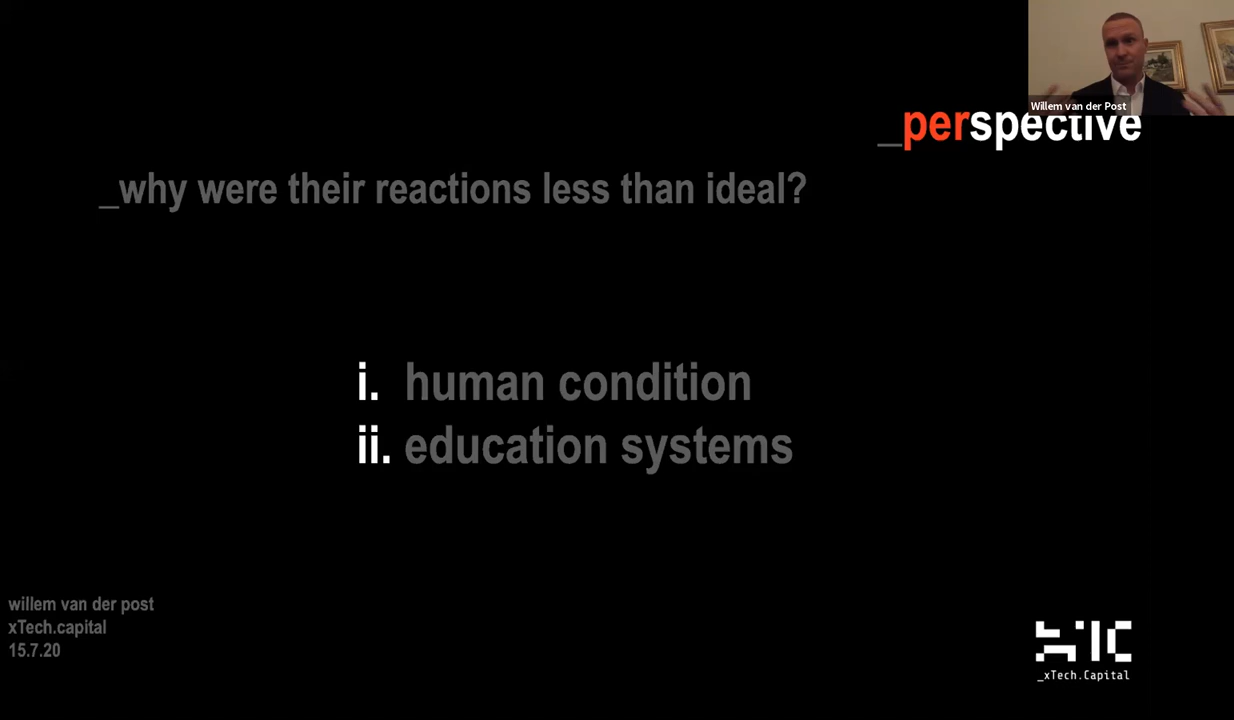 Willem van der Post
_perspective
_why were their reactions less than ideal?
i. human condition
ii. education systems
willem van der post
xTech.capital
15.7.20
_xTech.Capital